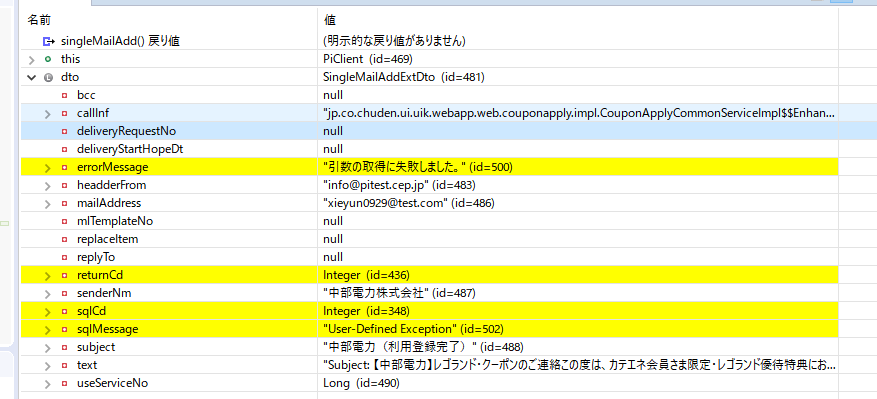 名前 値
singleMailAdd() 戻り値 (明示的な戻り値がありません)
this PiClient (id=469)
dto SingleMailAddExtDto (id=481)
bcc null
callInf "jp.co.chuden.ui.uik.webapp.web.couponapply.impl.CouponApplyCommonServiceImpl$$Enhan...
deliveryRequestNo null
deliveryStartHopeDt null
errorMessage "引数の取得に失敗しました。" (id=500)
headderFrom "info@pitest.cep.jp" (id=483)
mailAddress "xieyun0929@test.com" (id=486)
mlTemplateNo null
replaceItem null
replyTo null
returnCd Integer (id=436)
senderNm "中部電力株式会社" (id=487)
sqlCd Integer (id=348)
sqlMessage "User-Defined Exception" (id=502)
subject "中部電力（利用登録完了）" (id=488)
text "Subject: 【中部電力】レゴランド・クーポンのご連絡この度は、カテエネ会員さま限定・レゴランド優待特典にお...
useServiceNo Long (id=490)